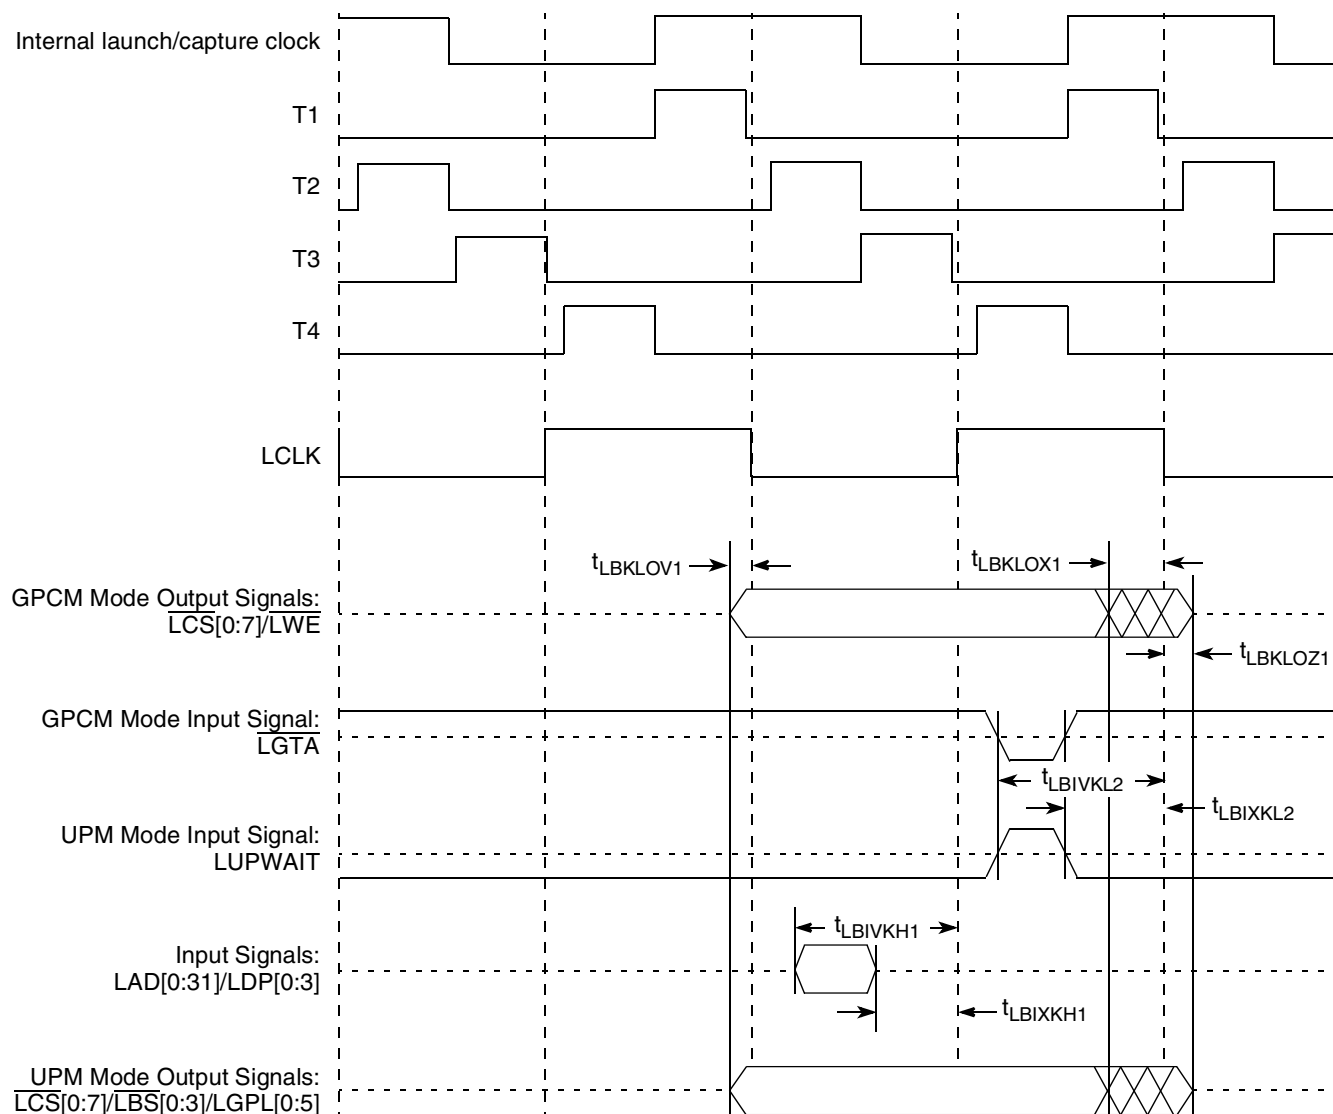 Internal launch/capture clock
T1
T2
T3
T4
LCLK
tLBKLOV1
tLBKLOX1
GPCM Mode Output Signals:
LCS[0:7]/LWE
tLBKLOZ1
GPCM Mode Input Signal:
LGTA
tLBIVKL2
tLBIXKL2
UPM Mode Input Signal:
LUPWAIT
tLBIVKH1
Input Signals:
LAD[0:31]/LDP[0:3]
tLBIXKH1
UPM Mode Output Signals:
LCS[0:7]/LBS[0:3]/LGPL[0:5]